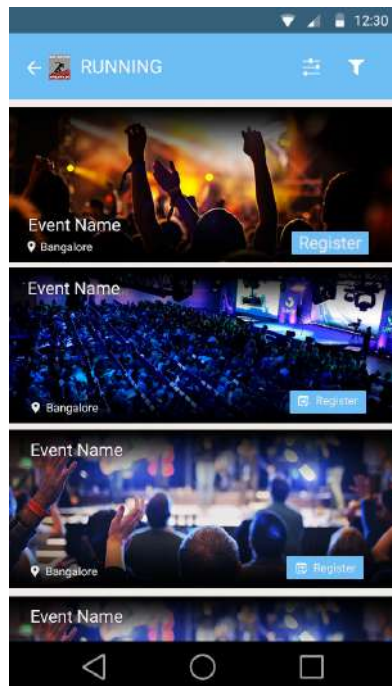 12:30
RUNNING
Event Name
Bangalore
Register
Event Name
Bangalore
Register
Event Name
Bangalore
Register
Event Name